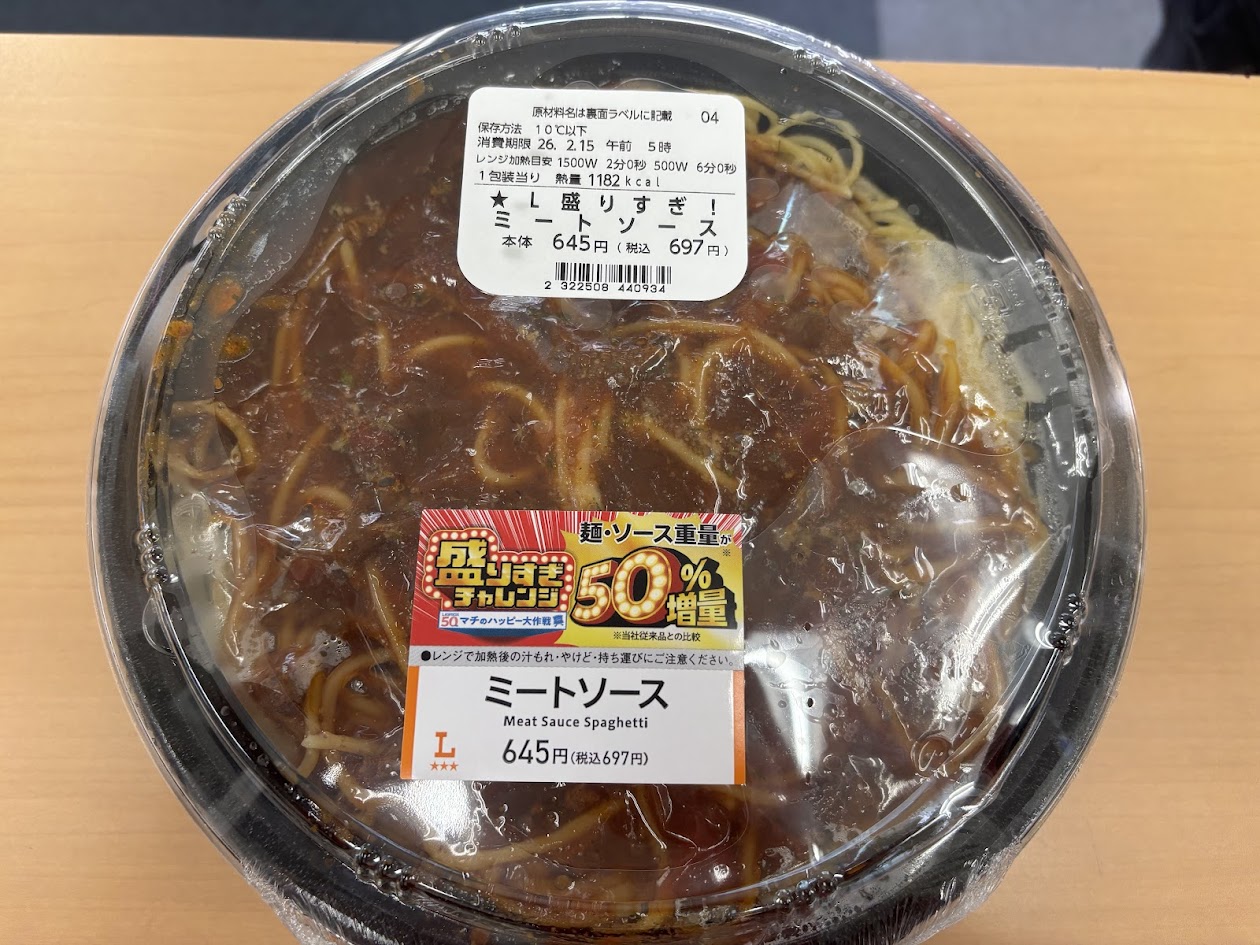 原材料名は裏面ラベルに記載 04
保存方法 10℃以下
消費期限 26. 2.15 午前 5時
レンジ加熱目安 1500W 2分0秒 500W 6分0秒
1包装当り 熱量 1182kcal
★L盛りすぎ!
ミートソース
本体 645円(税込 697円)
2 322508 440934
盛りすぎ
チャレンジ
LAWSON 50th マチのハッピー大作戦
麺・ソース重量が※
50%
増量
※当社従来品との比較
●レンジで加熱後の汁もれ・やけど・持ち運びにご注意ください。
ミートソース
Meat Sauce Spaghetti
L
★★★
645円(税込697円)